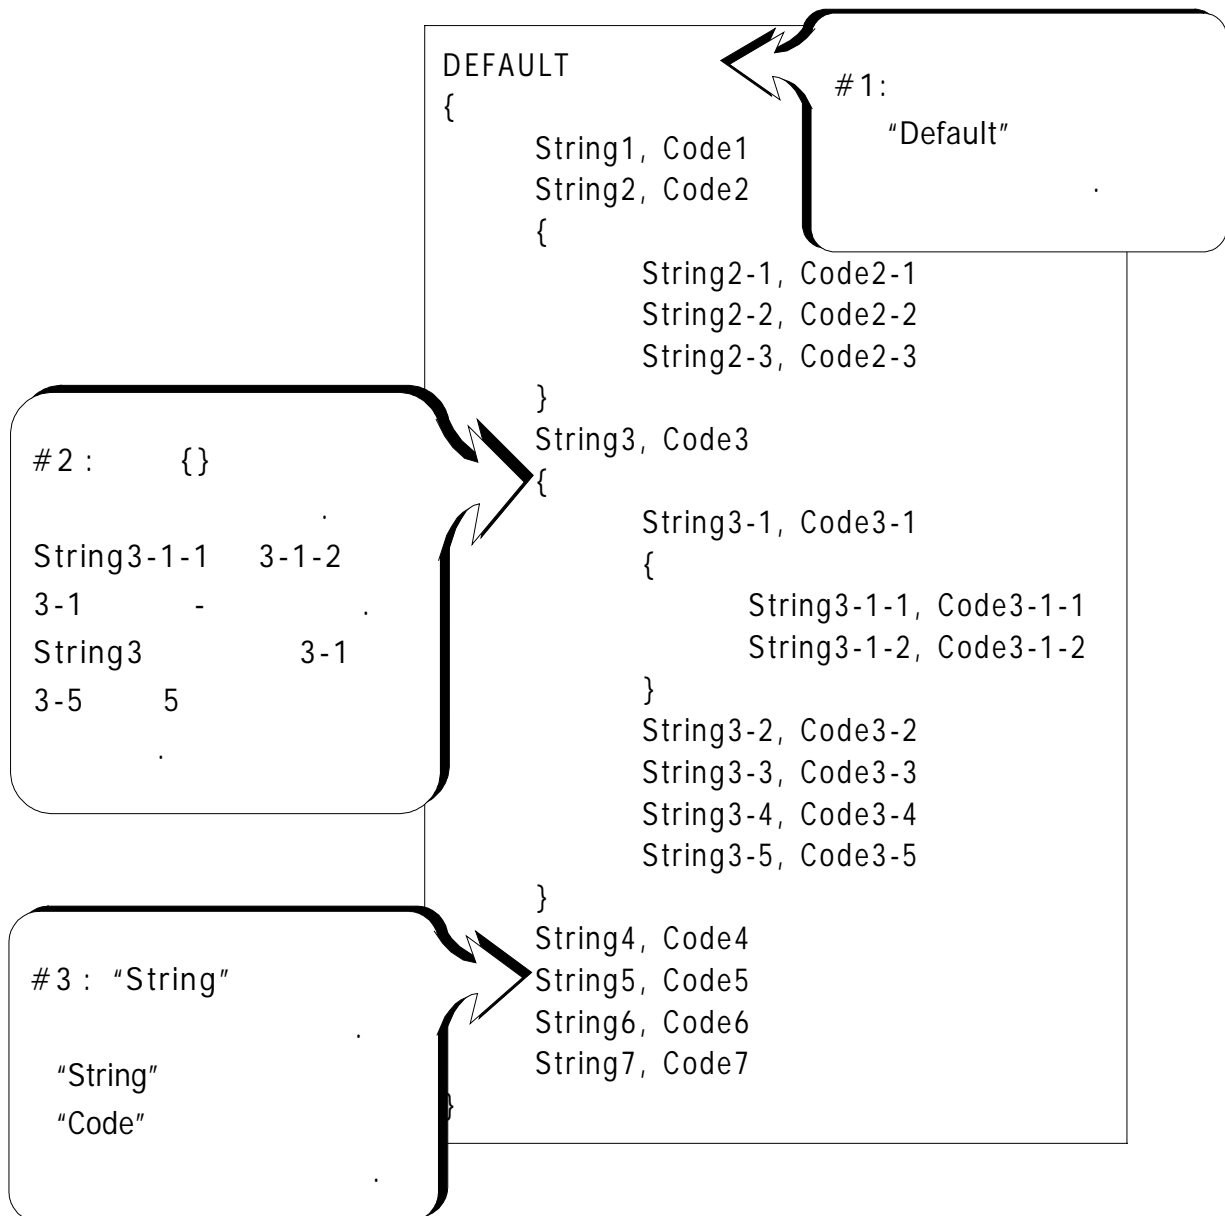 DEFAULT
{
String1, Code1
String2, Code2
{
String2-1, Code2-1
String2-2, Code2-2
String2-3, Code2-3
}
String3, Code3
{
String3-1, Code3-1
{
String3-1-1, Code3-1-1
String3-1-2, Code3-1-2
}
String3-2, Code3-2
String3-3, Code3-3
String3-4, Code3-4
String3-5, Code3-5
}
String4, Code4
String5, Code5
String6, Code6
String7, Code7
}
#1:
“Default”
.
#2 : {}
.
String3-1-1 3-1-2
3-1 - .
String3 3-1
3-5 5
.
#3 : “String”
.
“String”
“Code”
.